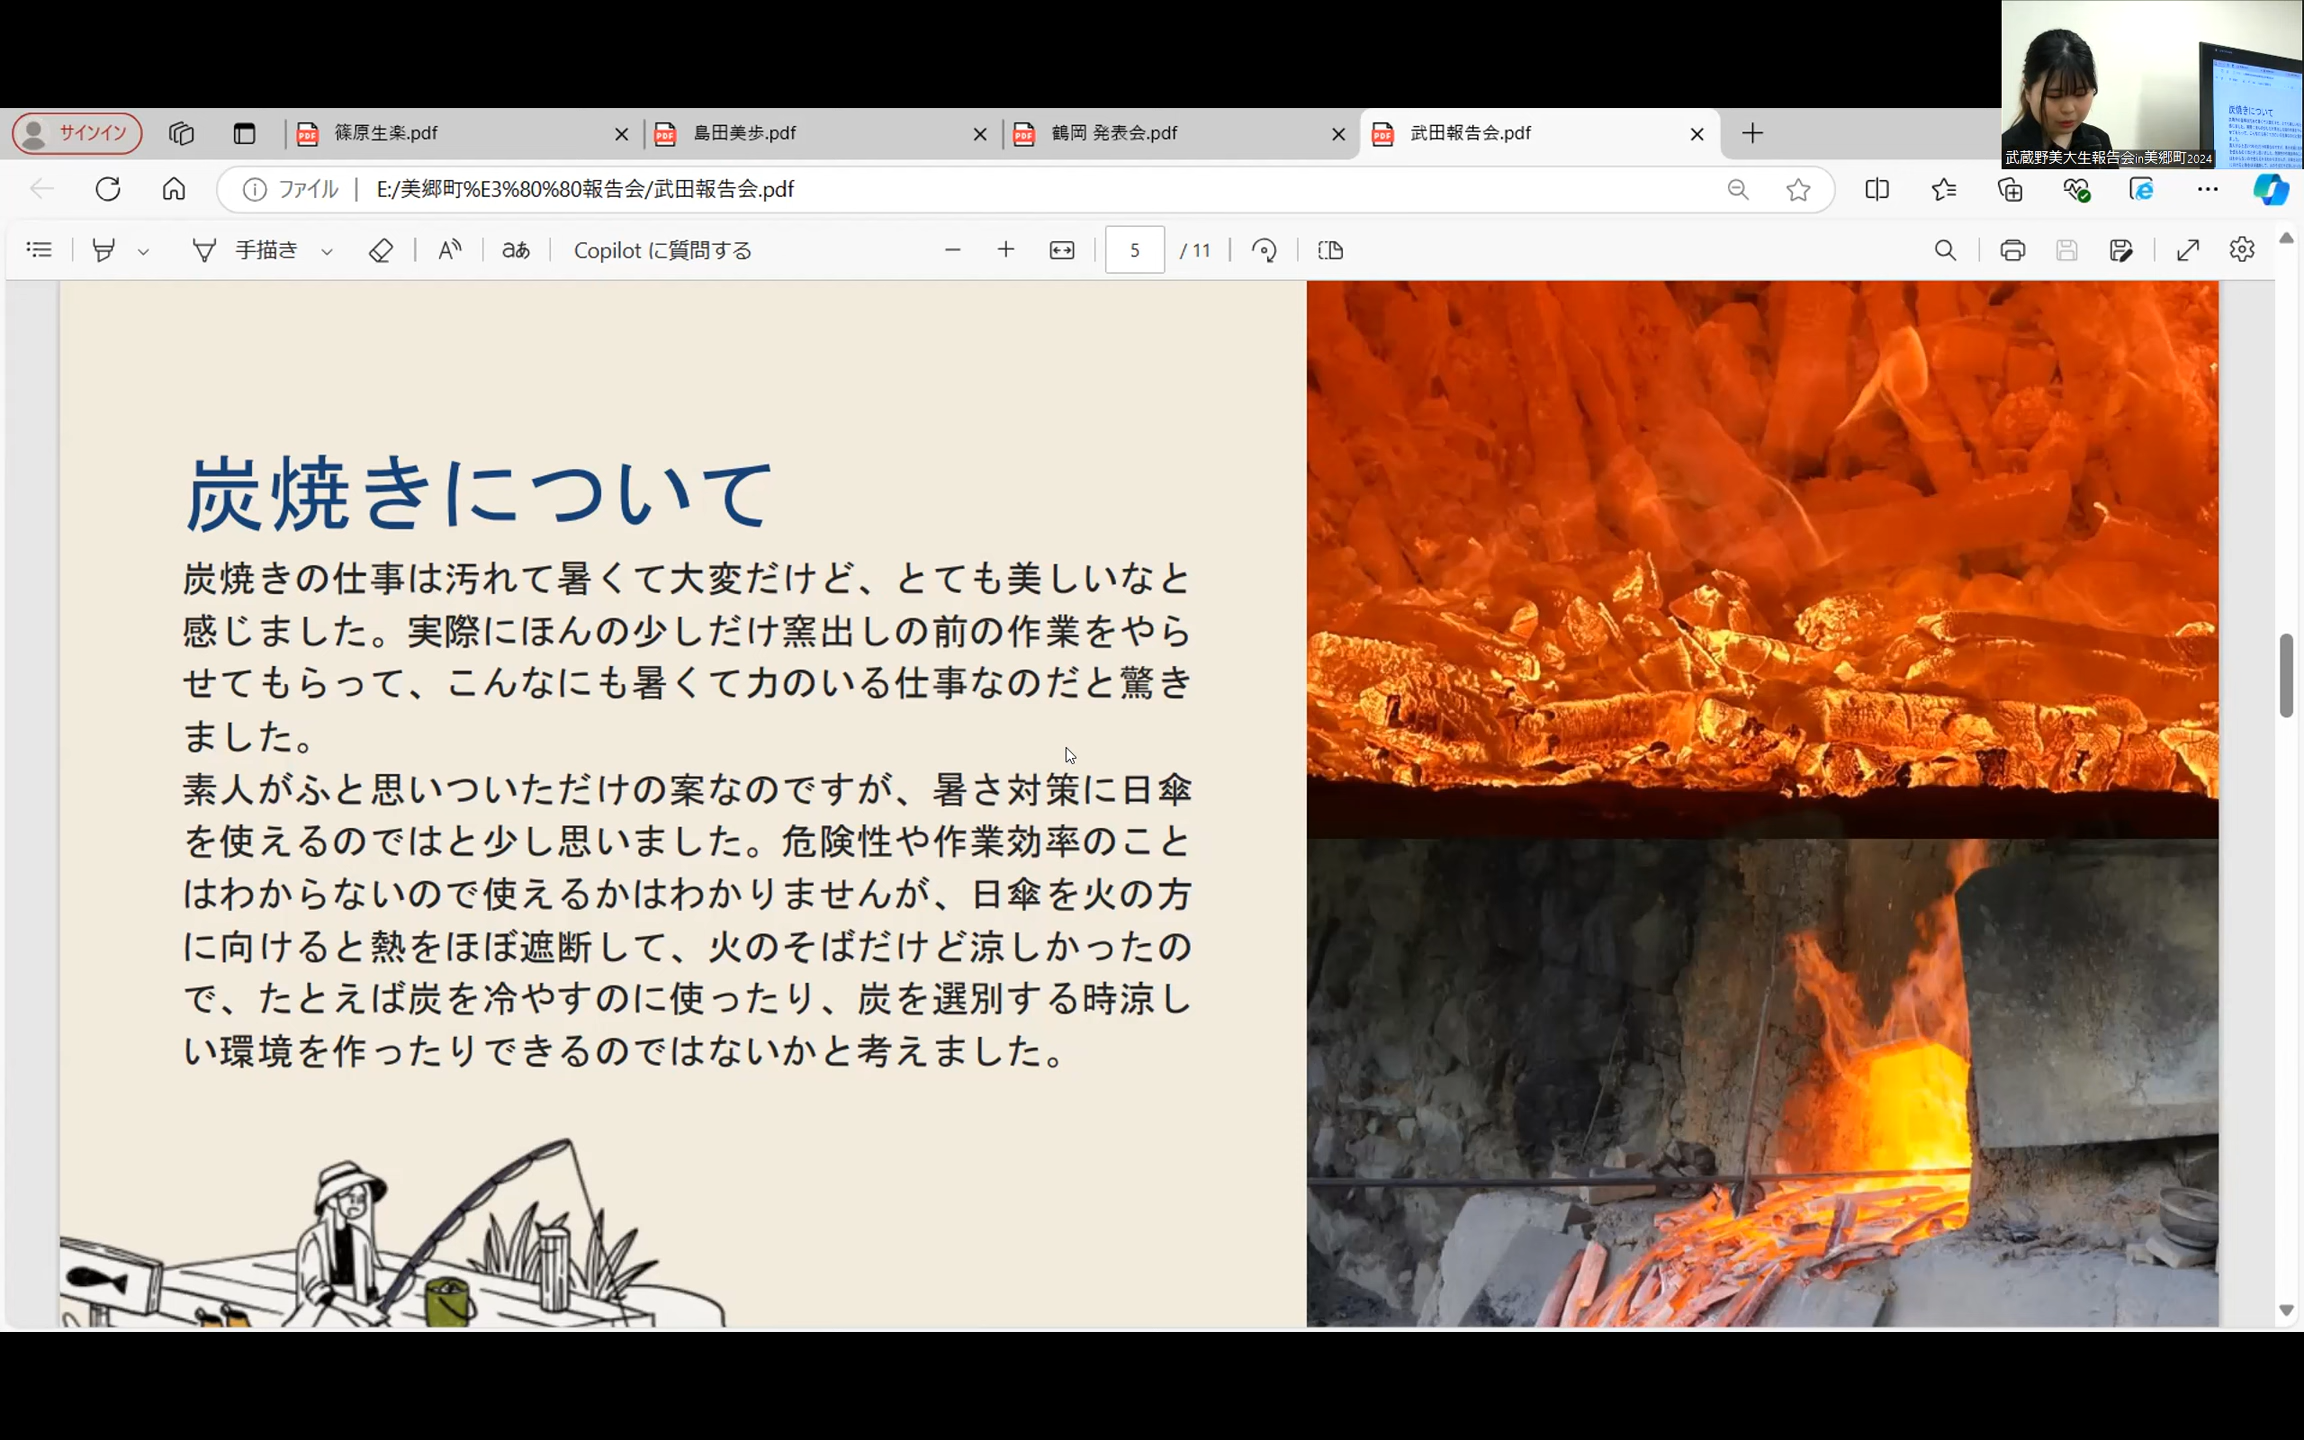 サインイン
篠原生楽.pdf
島田美歩.pdf
鶴岡 発表会.pdf
武田報告会.pdf
武蔵野美大生報告会in美郷町2024
ファイル
E:/美郷町%E3%80%80報告会/武田報告会.pdf
手描き
aあ
Copilot に質問する
5 / 11
炭焼きについて
炭焼きの仕事は汚れて暑くて大変だけど、とても美しいなと
感じました。実際にほんの少しだけ窯出しの前の作業をやら
せてもらって、こんなにも暑くて力のいる仕事なのだと驚き
ました。
素人がふと思いついただけの案なのですが、暑さ対策に日傘
を使えるのではと少し思いました。危険性や作業効率のこと
はわからないので使えるかはわかりませんが、日傘を火の方
に向けると熱をほぼ遮断して、火のそばだけど涼しかったの
で、たとえば炭を冷やすのに使ったり、炭を選別する時涼し
い環境を作ったりできるのではないかと考えました。
炭焼きについて